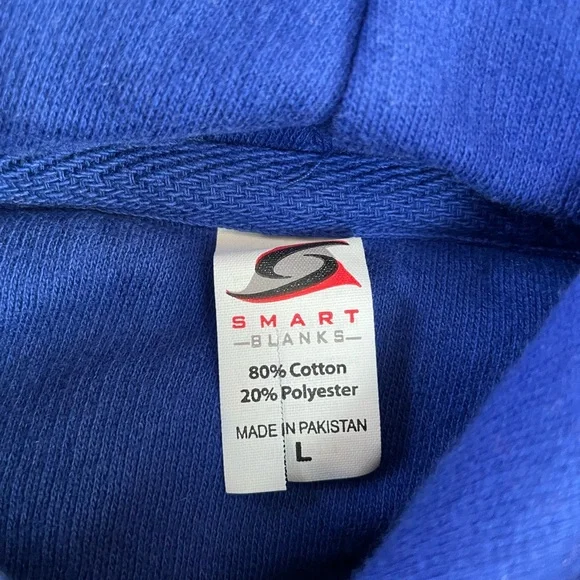 SMART
BLANKS
80% Cotton
20% Polyester
MADE IN PAKISTAN
L